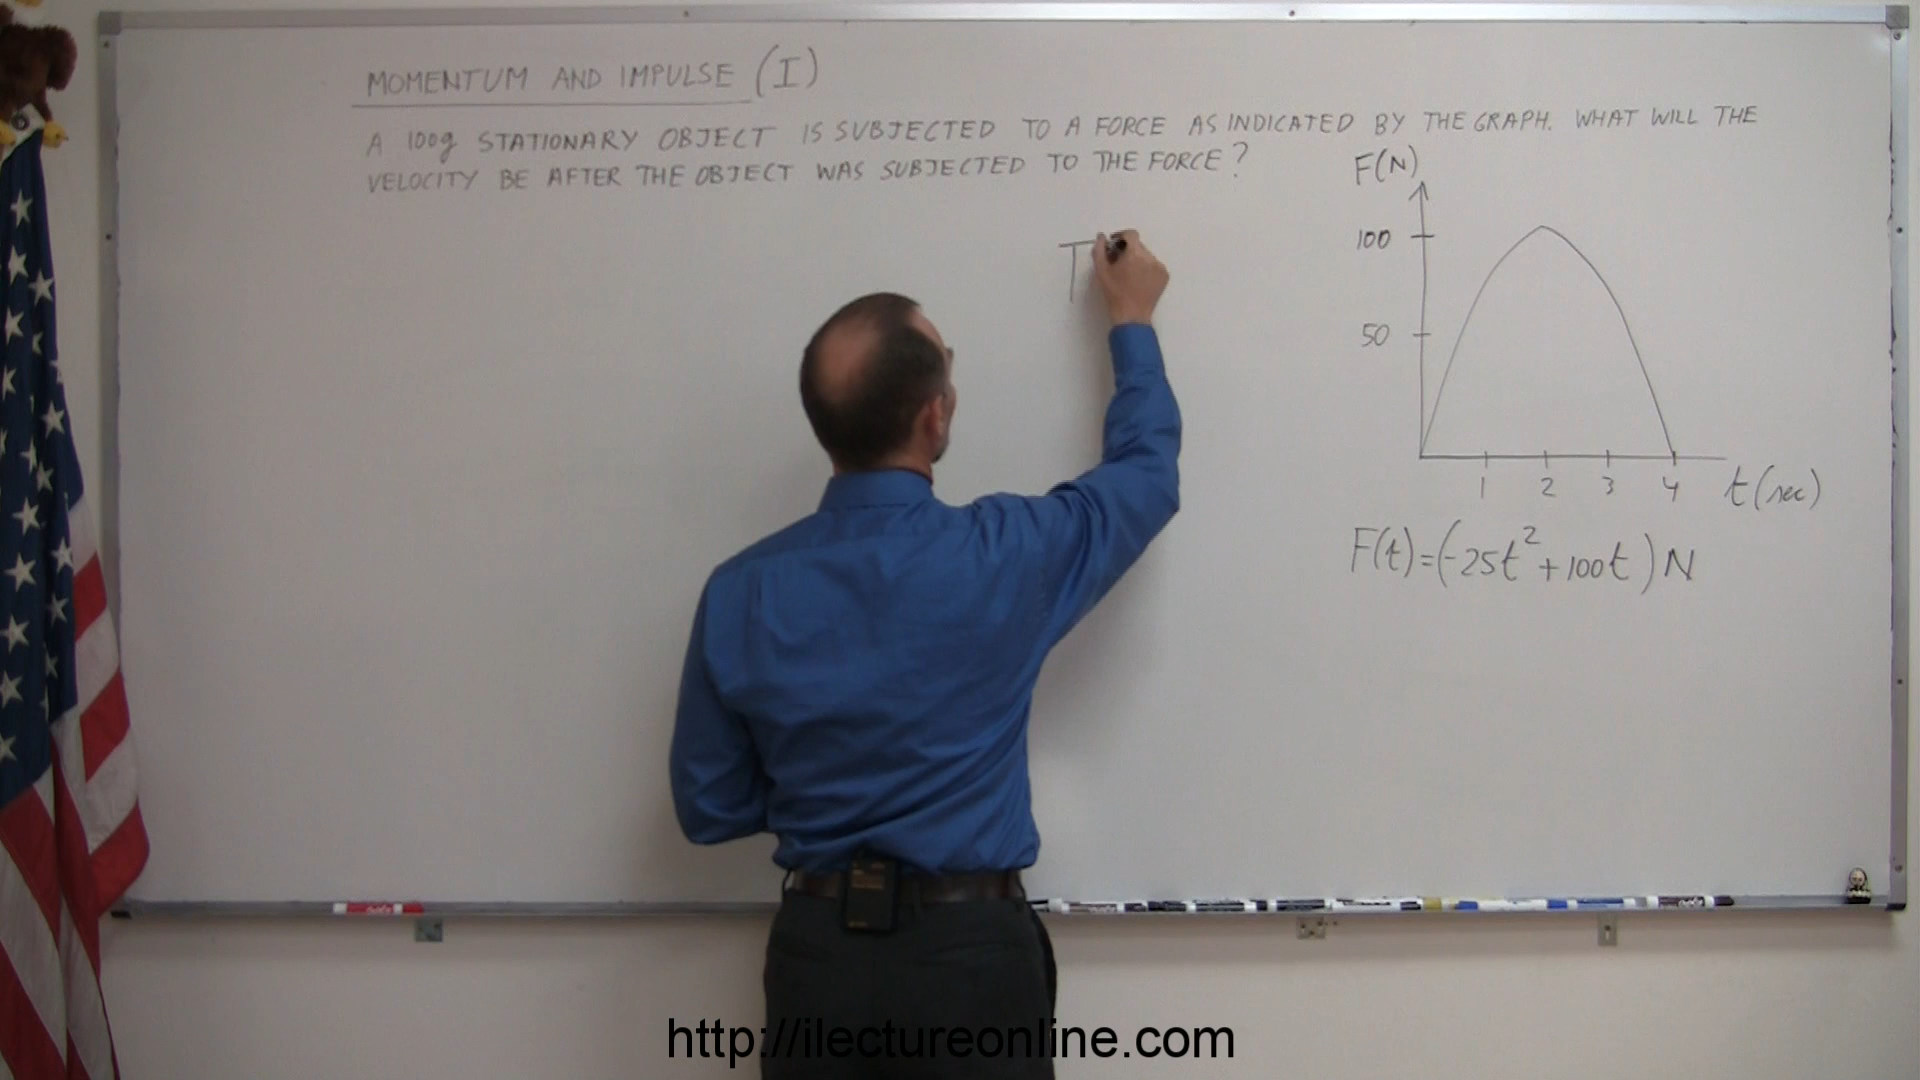 MOMENTUM AND IMPULSE (I)
A 100g STATIONARY OBJECT IS SUBJECTED TO A FORCE AS INDICATED BY THE GRAPH. WHAT WILL THE
VELOCITY BE AFTER THE OBJECT WAS SUBJECTED TO THE FORCE?
F(N)
100
50
1 2 3 4 t(sec)
F(t)=(-25t²+100t)N
http://ilectureonline.com